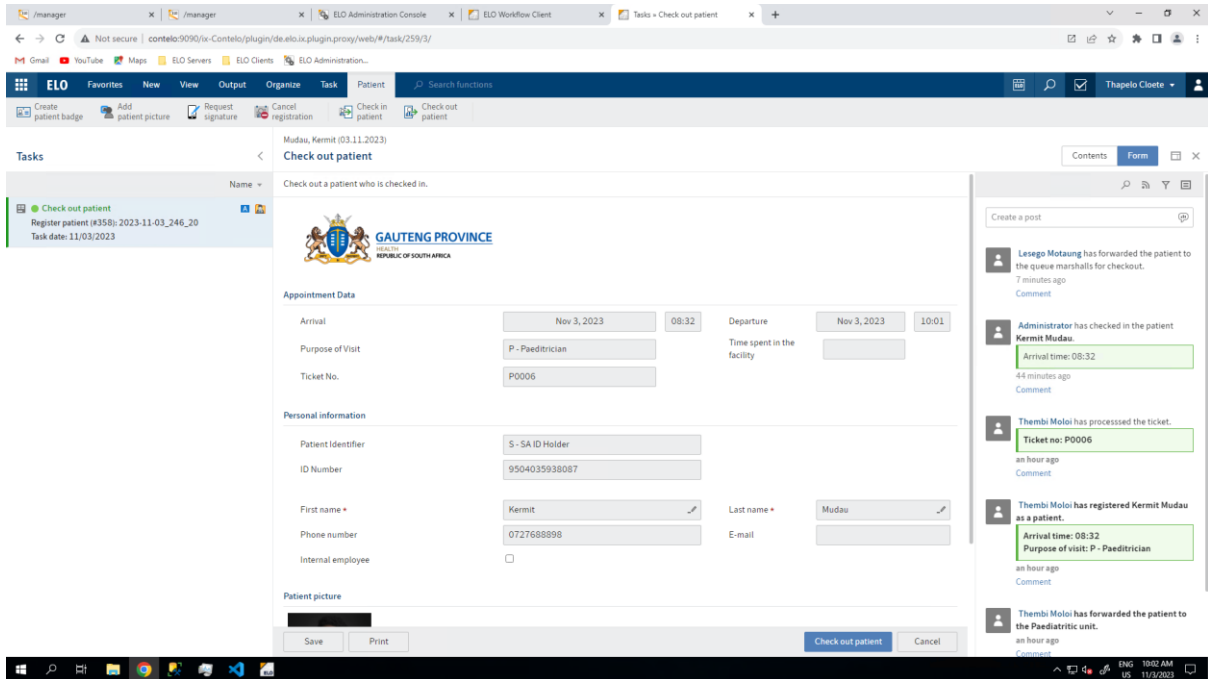 /manager
/manager
ELO Administration Console
ELO Workflow Client
Tasks » Check out patient
Not secure | contelo:9090/ix-Contelo/plugin/de.elo.ix.plugin.proxy/web/#/task/259/3/
Gmail YouTube Maps ELO Servers ELO Clients ELO Administration...
ELO Favorites New View Output Organize Task Patient Search functions Thapelo Cloete
Create patient badge
Add patient picture
Request signature
Cancel registration
Check in patient
Check out patient
Tasks
Name
Check out patient
A
Register patient (#358): 2023-11-03_246_20
Task date: 11/03/2023
Mudau, Kermit (03.11.2023)
Check out patient
Contents Form
Check out a patient who is checked in.
GAUTENG PROVINCE
HEALTH
REPUBLIC OF SOUTH AFRICA
Appointment Data
Arrival Nov 3, 2023 08:32 Departure Nov 3, 2023 10:01
Purpose of Visit P - Paeditrician Time spent in the facility
Ticket No. P0006
Personal information
Patient Identifier S - SA ID Holder
ID Number 9504035938087
First name * Kermit Last name * Mudau
Phone number 0727688898 E-mail
Internal employee
Patient picture
Save Print Check out patient Cancel
Create a post
Lesego Motaung has forwarded the patient to
the queue marshalls for checkout.
7 minutes ago
Comment
Administrator has checked in the patient
Kermit Mudau.
Arrival time: 08:32
44 minutes ago
Comment
Thembi Moloi has processsed the ticket.
Ticket no: P0006
an hour ago
Comment
Thembi Moloi has registered Kermit Mudau
as a patient.
Arrival time: 08:32
Purpose of visit: P - Paeditrician
an hour ago
Comment
Thembi Moloi has forwarded the patient to
the Paediatritic unit.
an hour ago
Comment
ENG 10:02 AM
US 11/3/2023